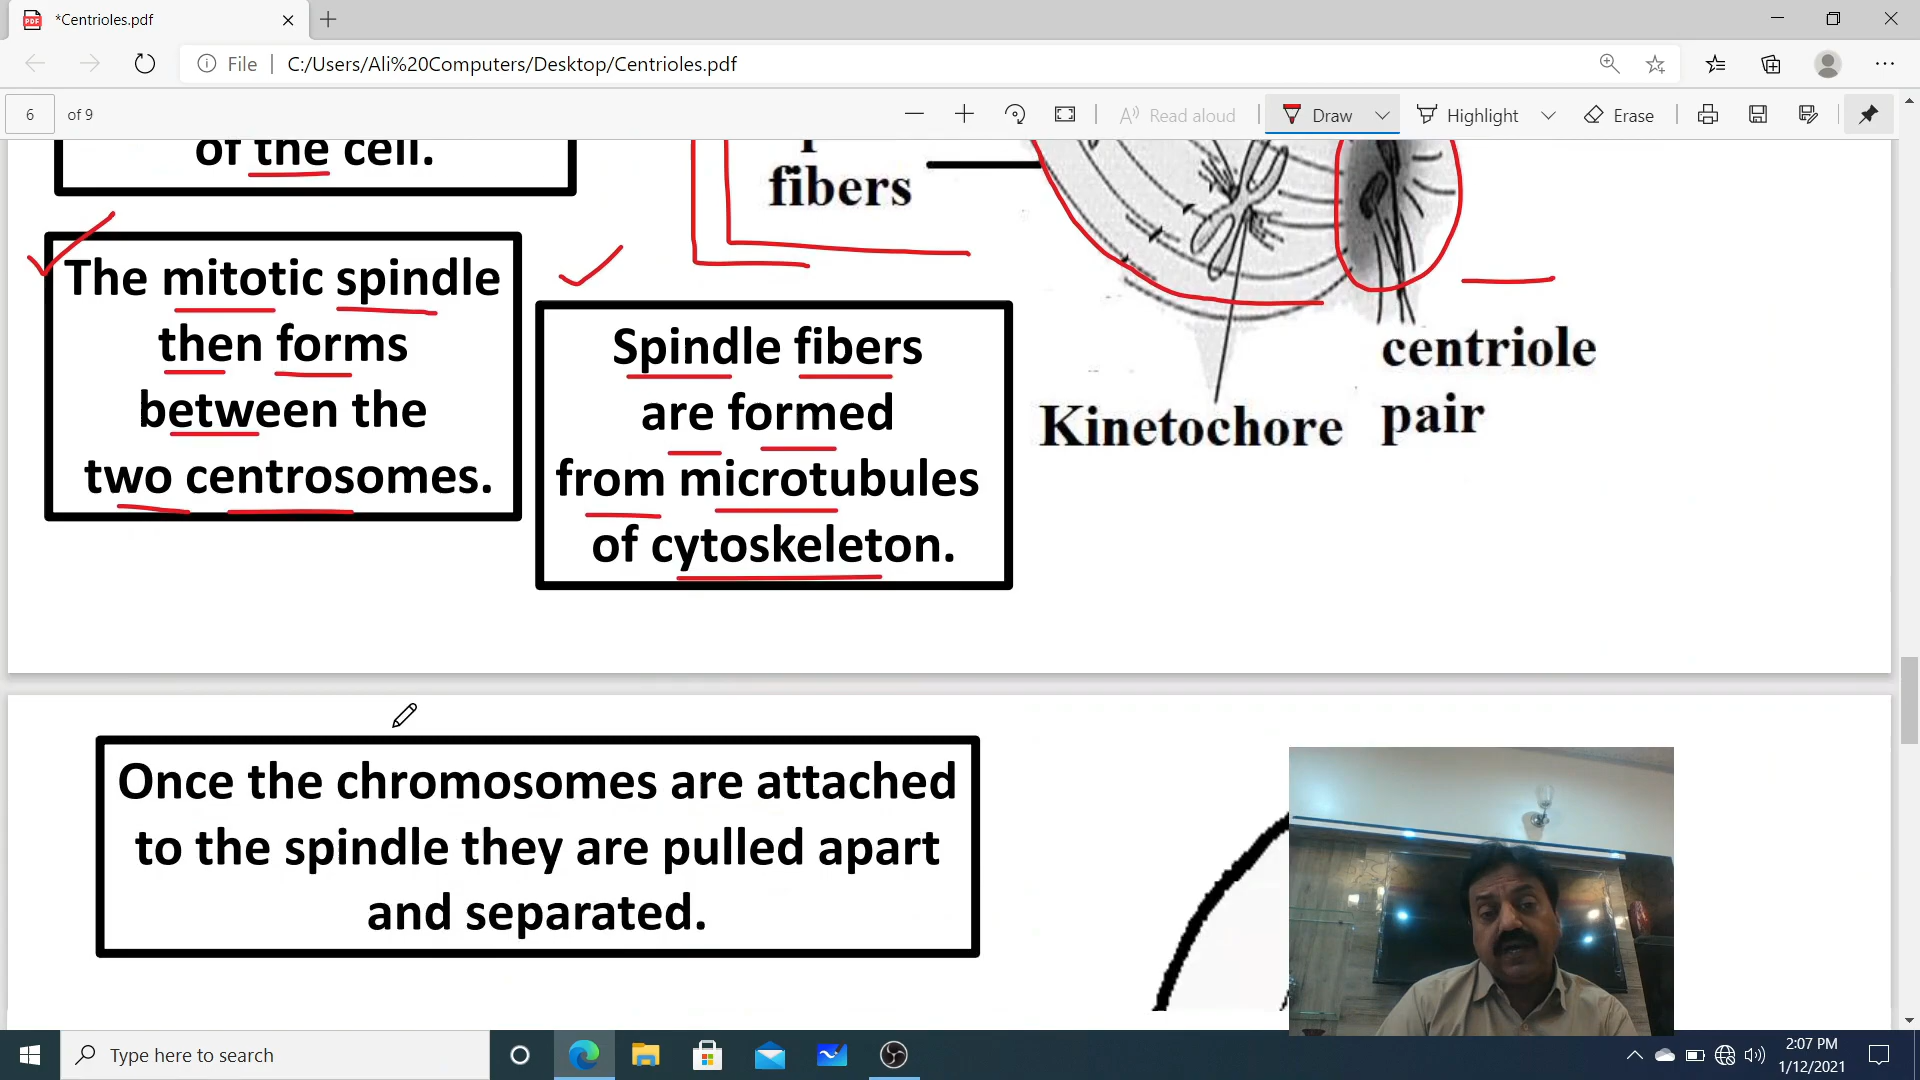 *Centrioles.pdf
File
C:/Users/Ali%20Computers/Desktop/Centrioles.pdf
6 of 9
Read aloud
Draw
Highlight
Erase
of the cell.
fibers
The mitotic spindle
then forms
between the
two centrosomes.
Spindle fibers
are formed
from microtubules
of cytoskeleton.
Kinetochore
centriole
pair
Once the chromosomes are attached
to the spindle they are pulled apart
and separated.
Type here to search
2:07 PM
1/12/2021